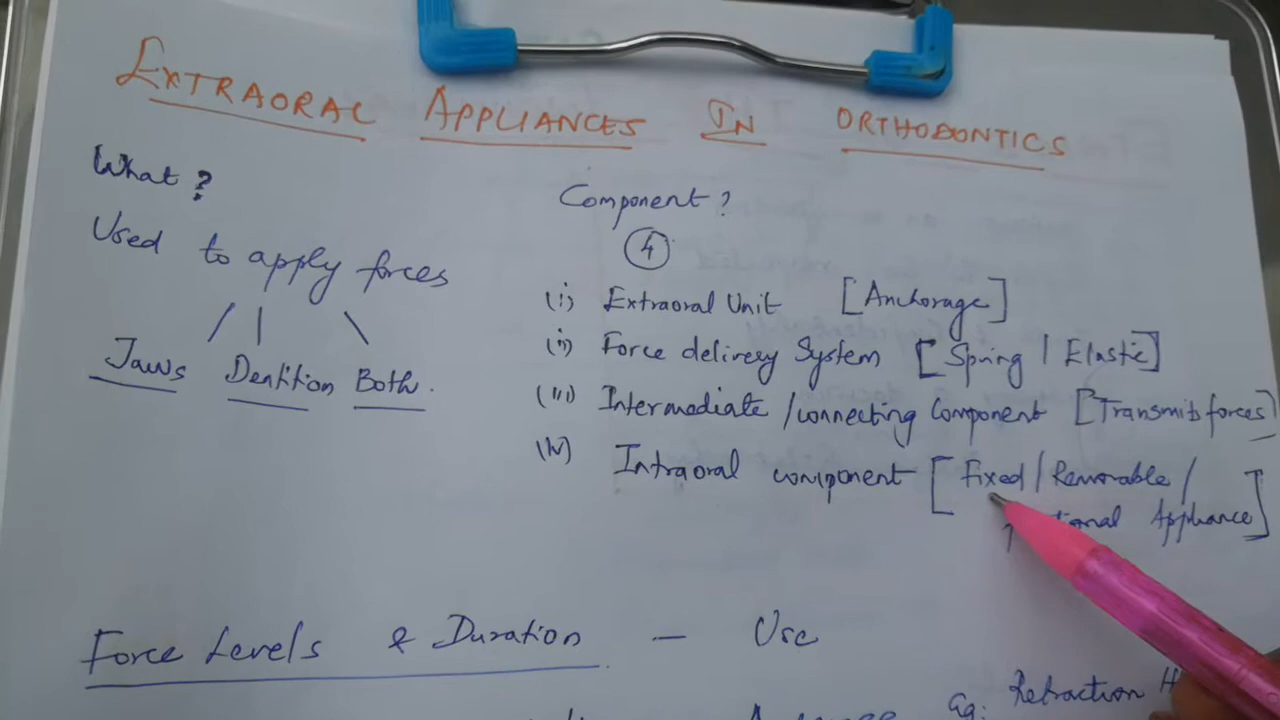 EXTRAORAL APPLIANCES IN ORTHODONTICS
What?
Used to apply forces
Jaws Dentition Both.
Component?
4
(i) Extraoral Unit [Anchorage]
(ii) Force delivery System [Spring / Elastic]
(iii) Intermediate / connecting Component [Transmits forces]
(iv) Intraoral component [Fixed / Removable /
Appliance]
Force Levels & Duration — Use
Eg: Retraction H